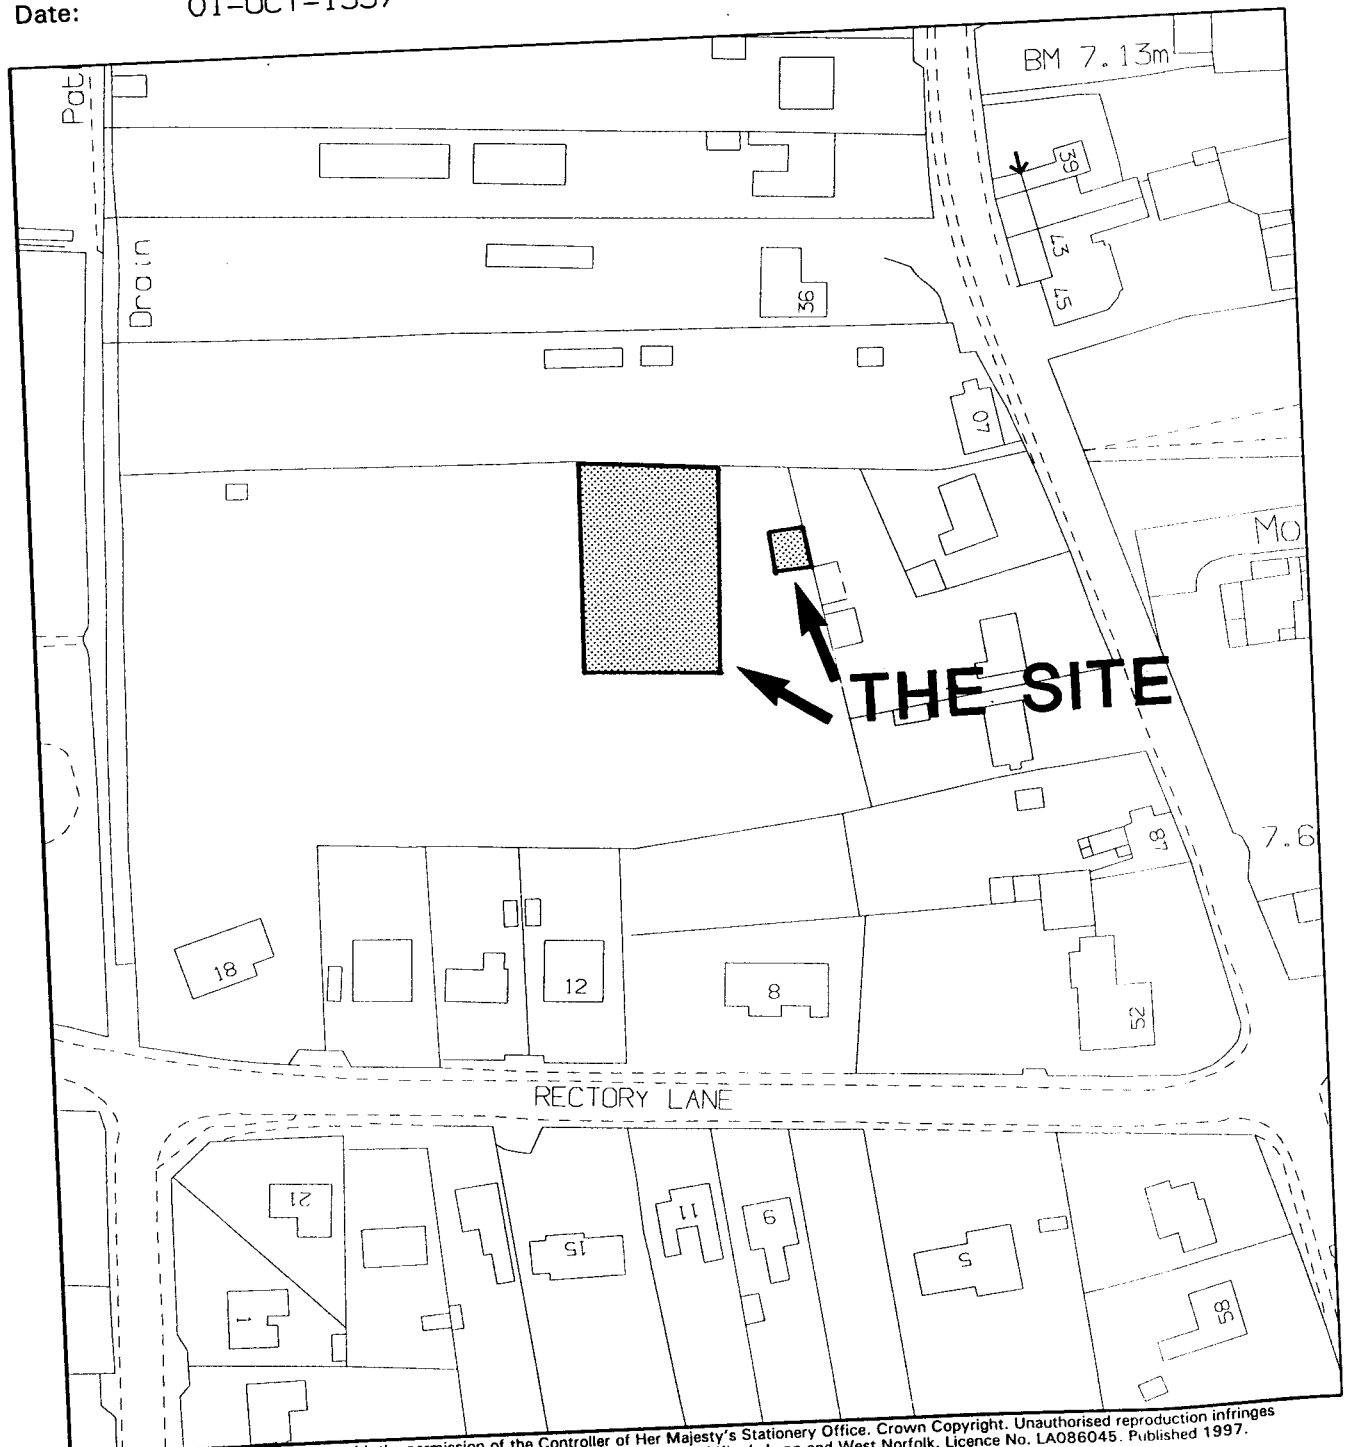 Date:
BM 7.13m
Pat
39
Drain
43
45
36
07
Mo
THE SITE
87
7.6
18
12
8
52
RECTORY LANE
21
11
9
15
5
1
58
permission of the Controller of Her Majesty's Stationery Office. Crown Copyright. Unauthorised reproduction infringes
and West Norfolk. Licence No. LA086045. Published 1997.